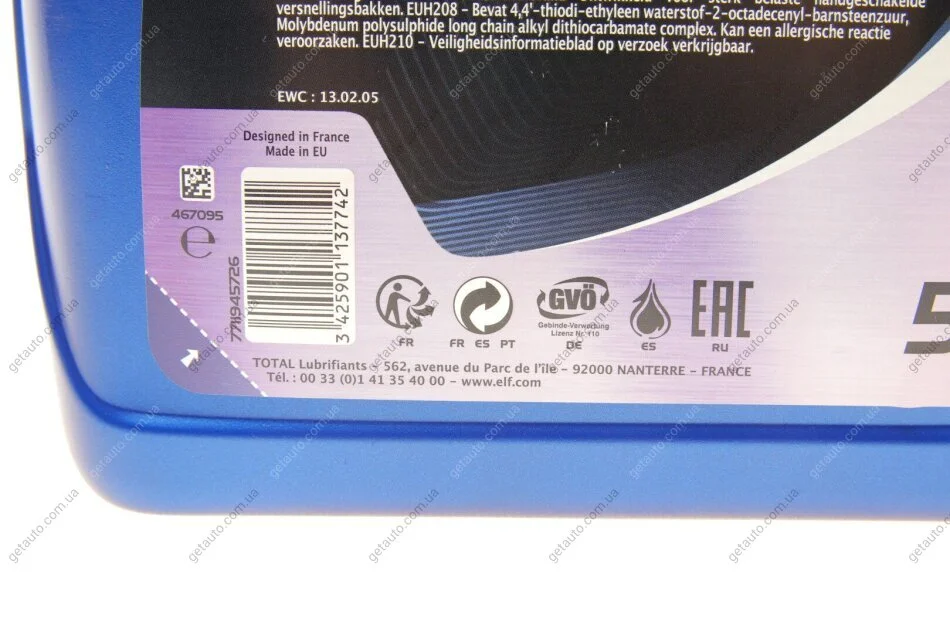 versnellingsbakken. EUH208 - Bevat 4,4'-thiodi-ethyleen waterstof-2-octadecenyl-barnsteenzuur,
Molybdenum polysulphide long chain alkyl dithiocarbamate complex. Kan een allergische reactie
veroorzaken. EUH210 - Veiligheidsinformatieblad op verzoek verkrijgbaar.
EWC : 13.02.05
Designed in France
Made in EU
467095
e
7711945726
3 425901 137742
FR
FR ES PT
GVÖ
Gebinde-Verwertung
Lizenz Nr. 110
DE
ES
EAC
RU
TOTAL Lubrifiants - 562, avenue du Parc de l'île - 92000 NANTERRE - FRANCE
Tél. : 00 33 (0)1 41 35 40 00 - www.elf.com
getauto.com.ua